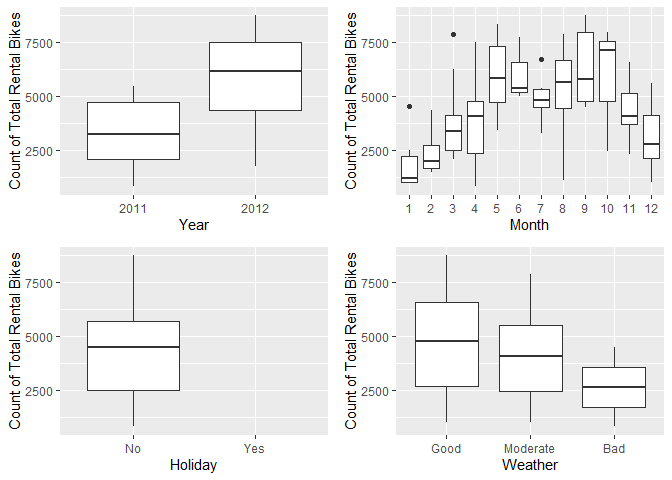 Count of Total Rental Bikes
7500
5000
2500
2011 2012
Year
Count of Total Rental Bikes
7500
5000
2500
1 2 3 4 5 6 7 8 9 10 11 12
Month
Count of Total Rental Bikes
7500
5000
2500
No Yes
Holiday
Count of Total Rental Bikes
7500
5000
2500
Good Moderate Bad
Weather